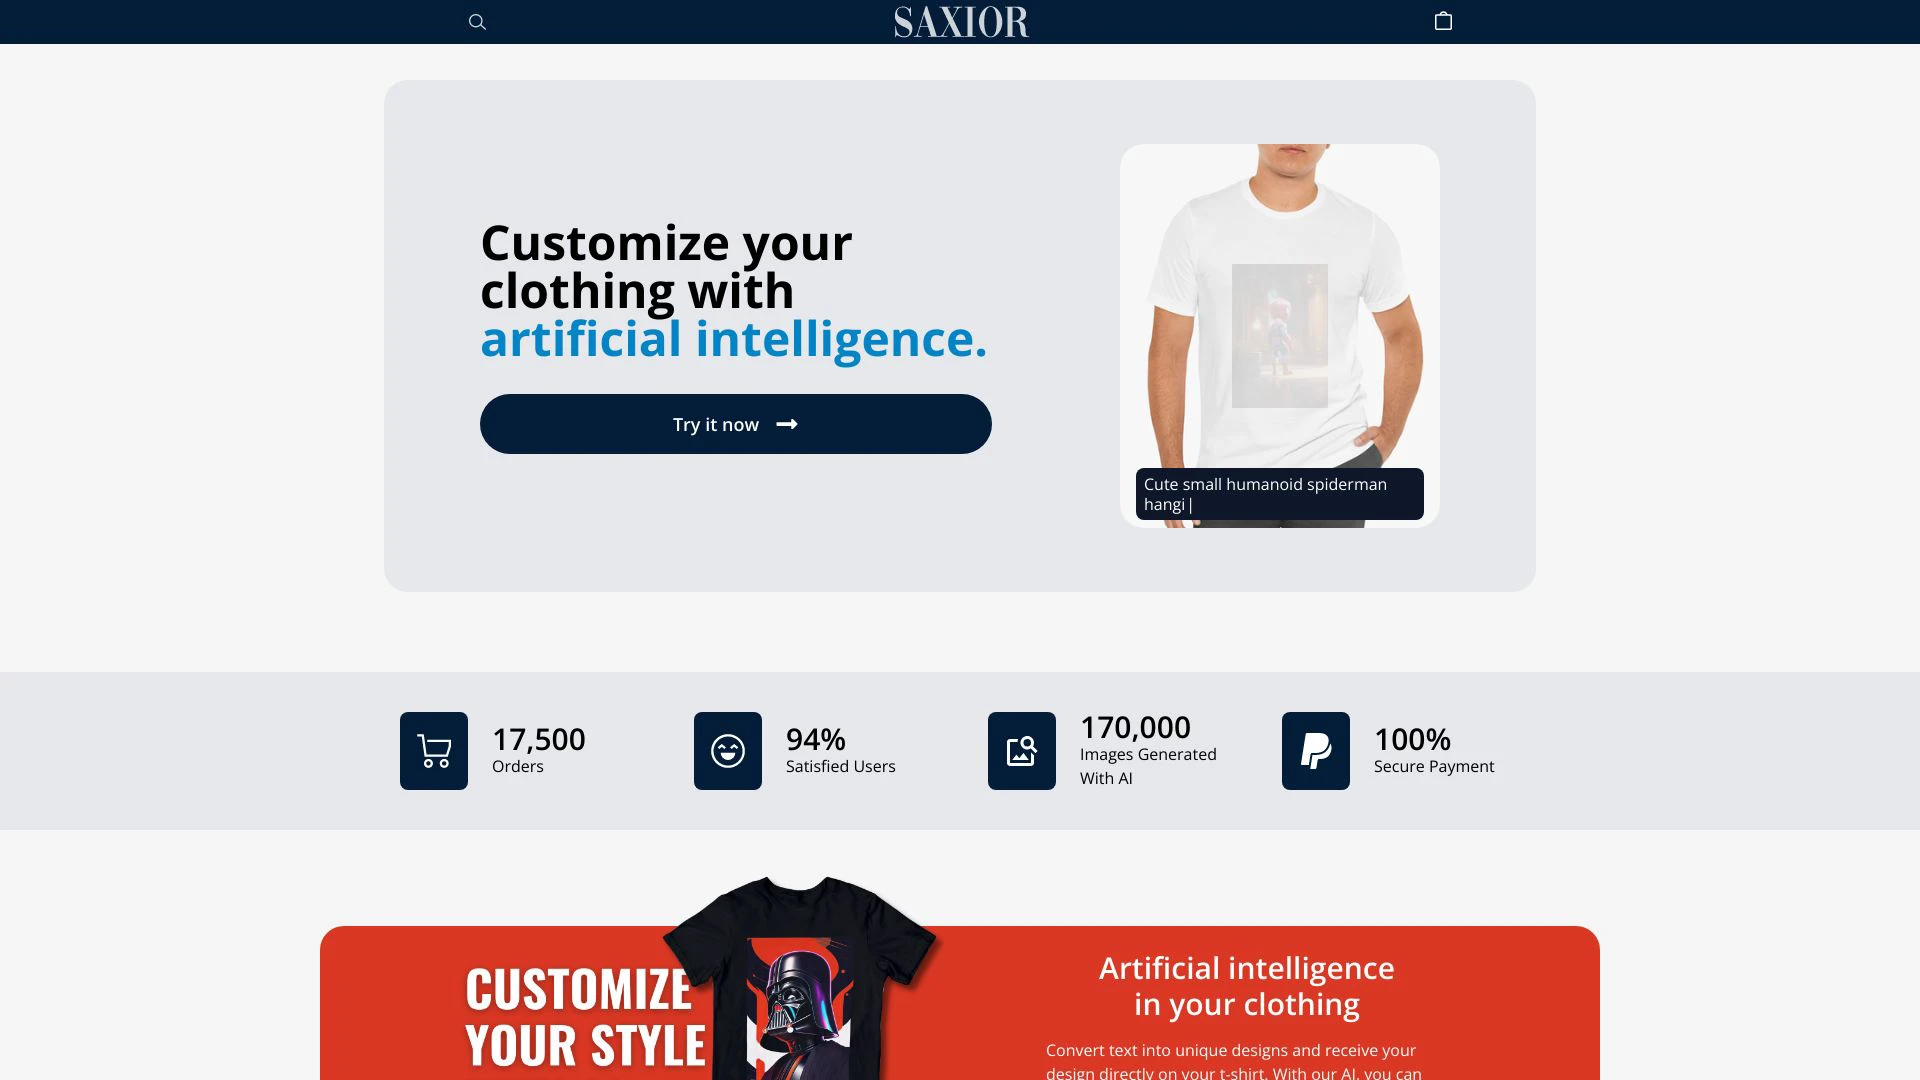 SAXIOR
Customize your
clothing with
artificial intelligence.
Try it now
Cute small humanoid spiderman
hangi|
17,500
Orders
94%
Satisfied Users
170,000
Images Generated
With AI
100%
Secure Payment
CUSTOMIZE
YOUR STYLE
Artificial intelligence
in your clothing
Convert text into unique designs and receive your
design directly on your t-shirt. With our AI, you can